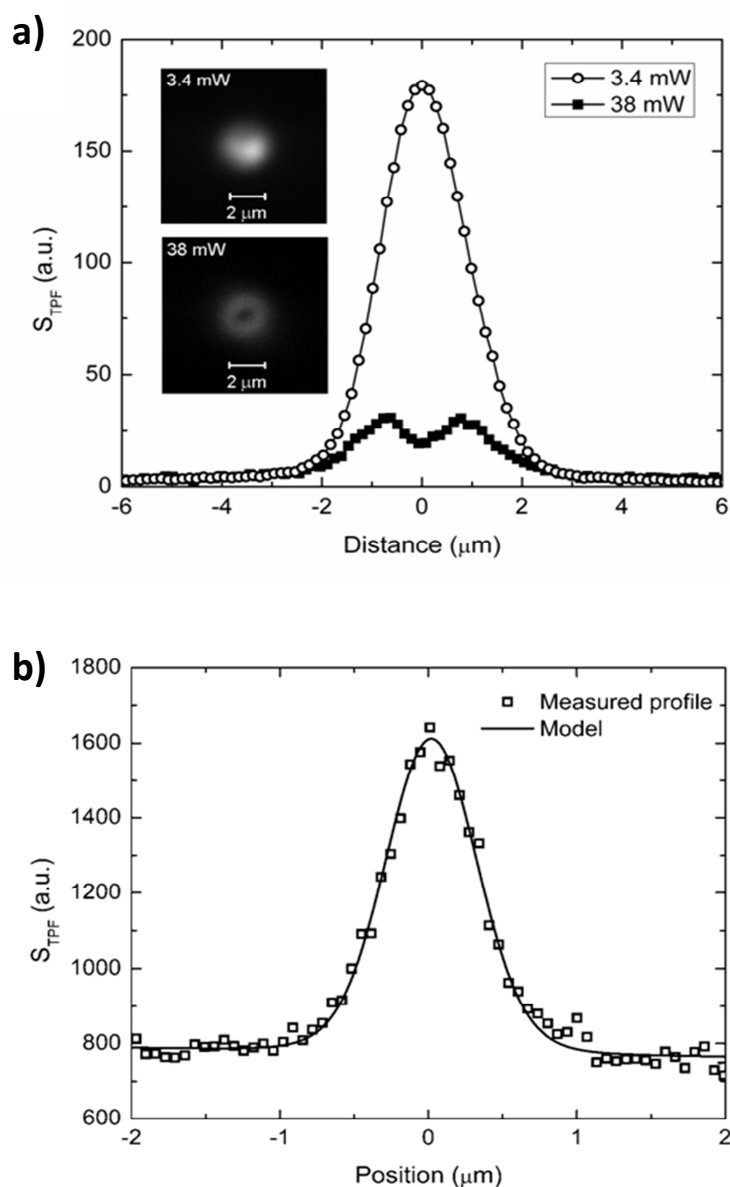 a)
200
150
100
50
0
S_TPF (a.u.)
3.4 mW
2 μm
38 mW
2 μm
3.4 mW
38 mW
-6 -4 -2 0 2 4 6
Distance (μm)
b)
1800
1600
1400
1200
1000
800
600
S_TPF (a.u.)
Measured profile
Model
-2 -1 0 1 2
Position (μm)